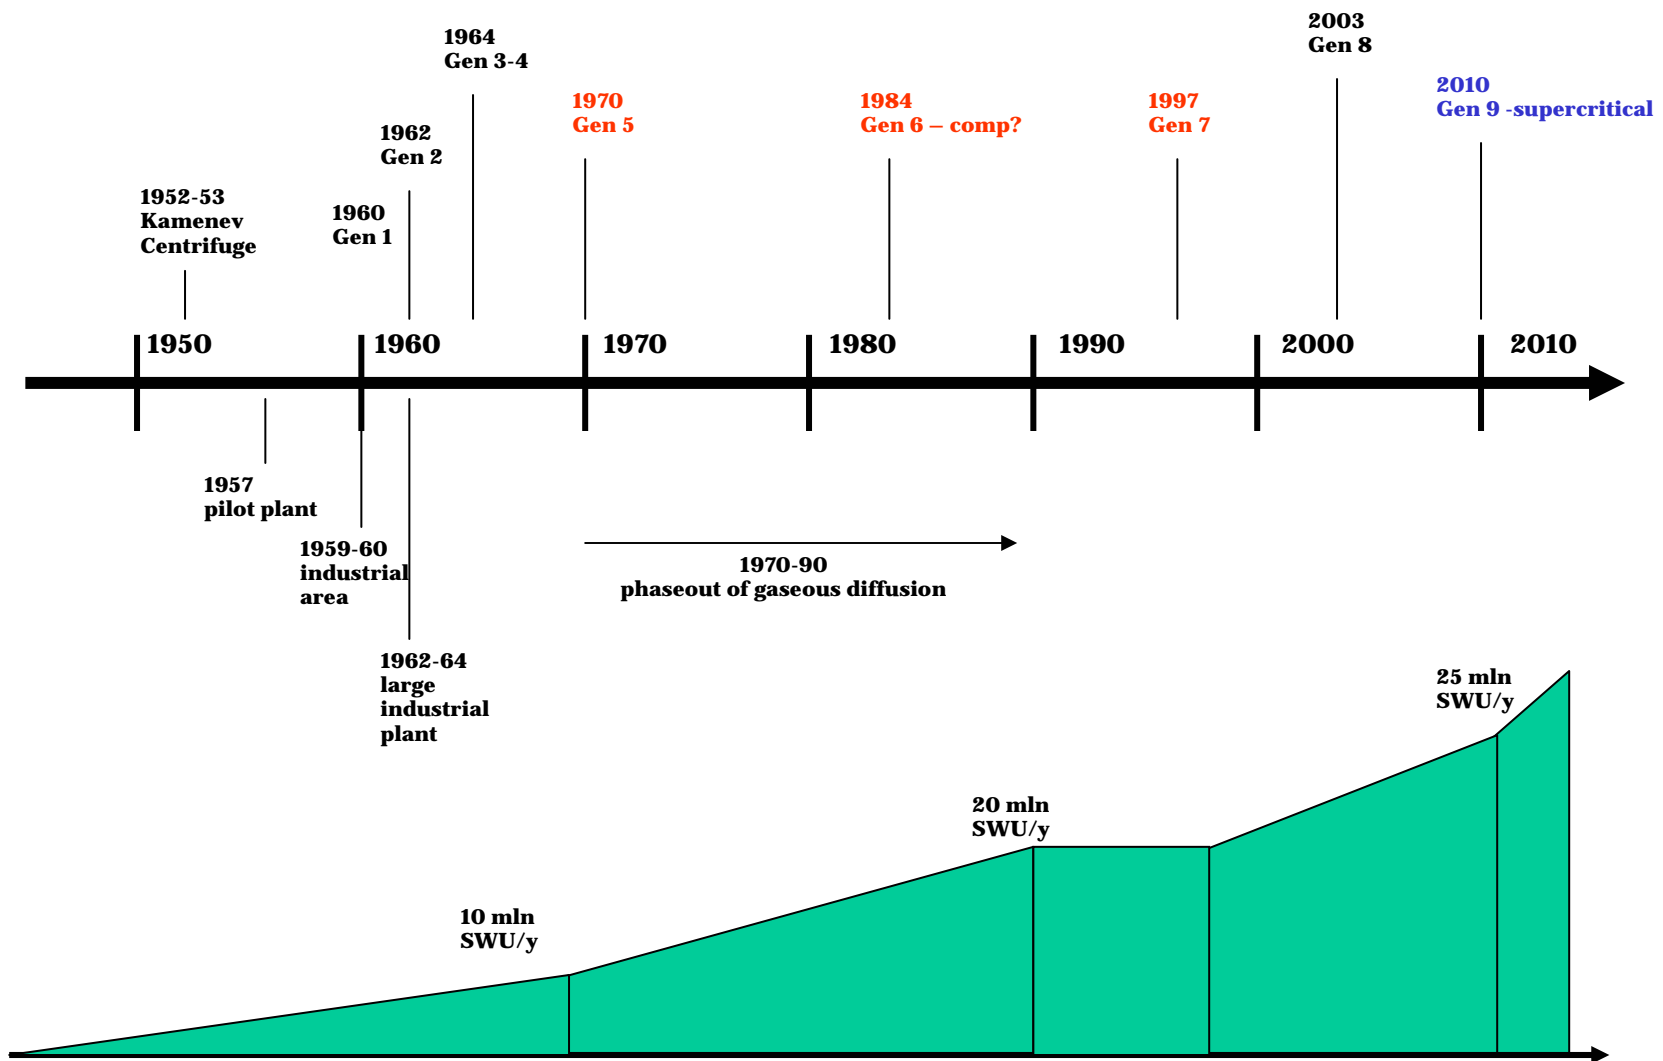 2003
Gen 8
1964
Gen 3-4
2010
Gen 9 -supercritical
1970
Gen 5
1984
Gen 6 – comp?
1997
Gen 7
1962
Gen 2
1952-53
Kamenev
Centrifuge
1960
Gen 1
1950
1960
1970
1980
1990
2000
2010
1957
pilot plant
1959-60
industrial
area
1970-90
phaseout of gaseous diffusion
1962-64
large
industrial
plant
25 mln
SWU/y
20 mln
SWU/y
10 mln
SWU/y